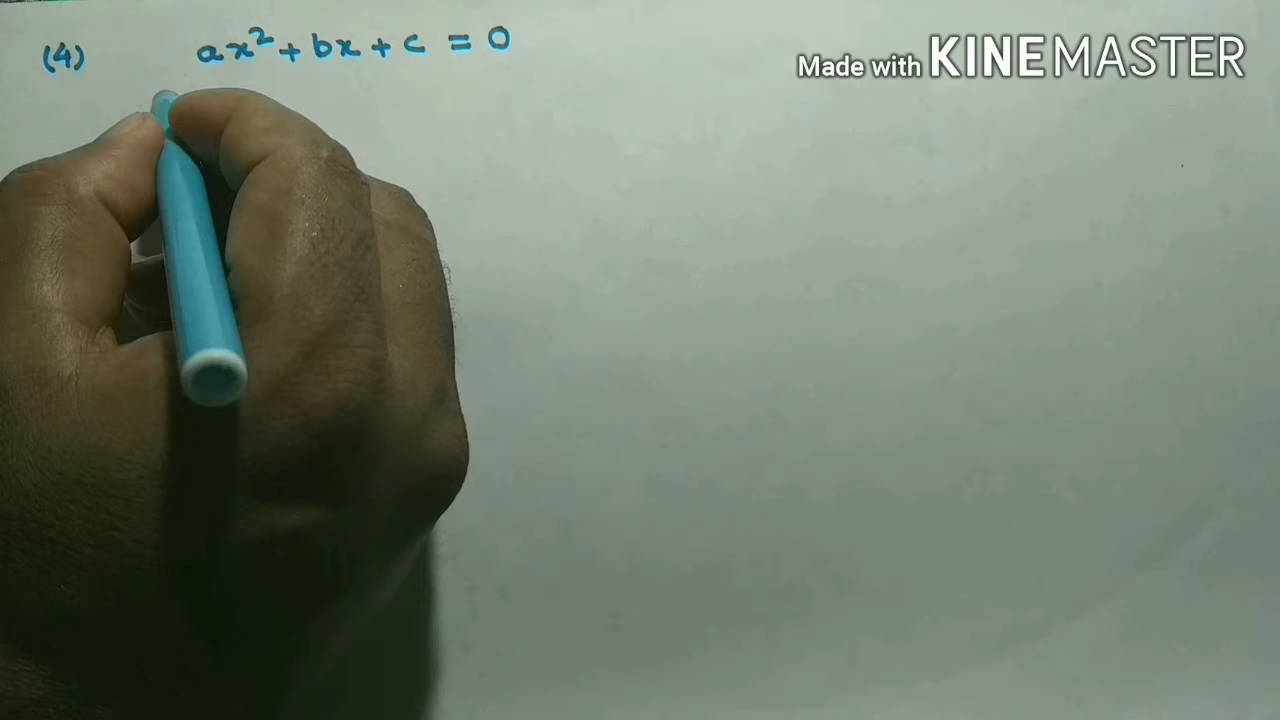 (4) ax² + bx + c = 0
Made with KINEMASTER